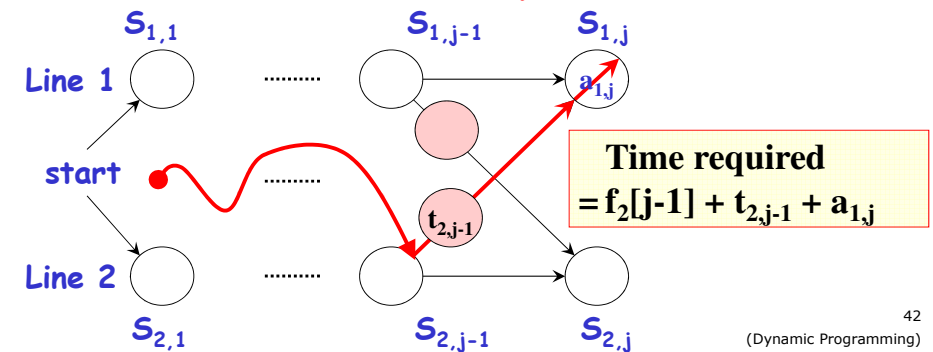 S1,1 S1,j-1 S1,j
Line 1 .......... a1,j
Time required
start .......... = f2[j-1] + t2,j-1 + a1,j
t2,j-1
Line 2 ..........
S2,1 S2,j-1 S2,j
42
(Dynamic Programming)